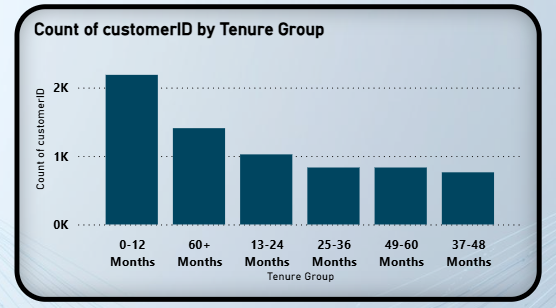 Count of customerID by Tenure Group
Count of customerID
2K
1K
0K
0-12 Months
60+ Months
13-24 Months
25-36 Months
49-60 Months
37-48 Months
Tenure Group